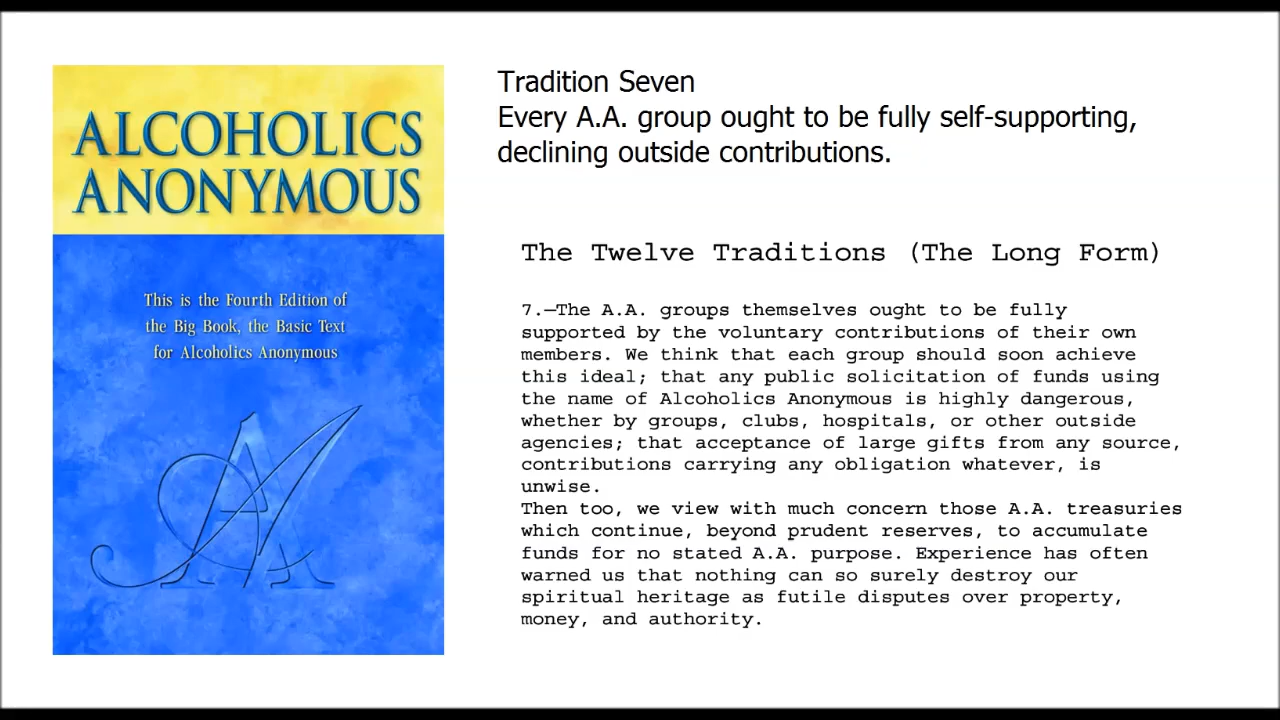 ALCOHOLICS
ANONYMOUS
This is the Fourth Edition of
the Big Book, the Basic Text
for Alcoholics Anonymous
AA
Tradition Seven
Every A.A. group ought to be fully self-supporting,
declining outside contributions.
The Twelve Traditions (The Long Form)
7.—The A.A. groups themselves ought to be fully
supported by the voluntary contributions of their own
members. We think that each group should soon achieve
this ideal; that any public solicitation of funds using
the name of Alcoholics Anonymous is highly dangerous,
whether by groups, clubs, hospitals, or other outside
agencies; that acceptance of large gifts from any source,
contributions carrying any obligation whatever, is
unwise.
Then too, we view with much concern those A.A. treasuries
which continue, beyond prudent reserves, to accumulate
funds for no stated A.A. purpose. Experience has often
warned us that nothing can so surely destroy our
spiritual heritage as futile disputes over property,
money, and authority.